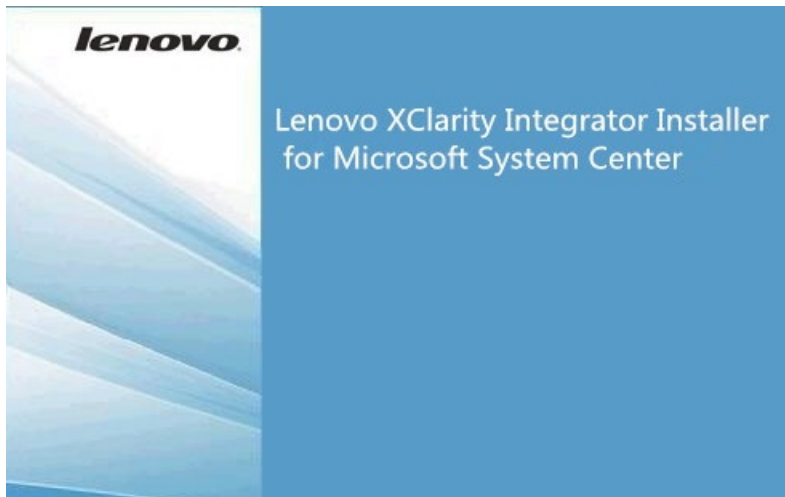 lenovo.
Lenovo XClarity Integrator Installer
for Microsoft System Center